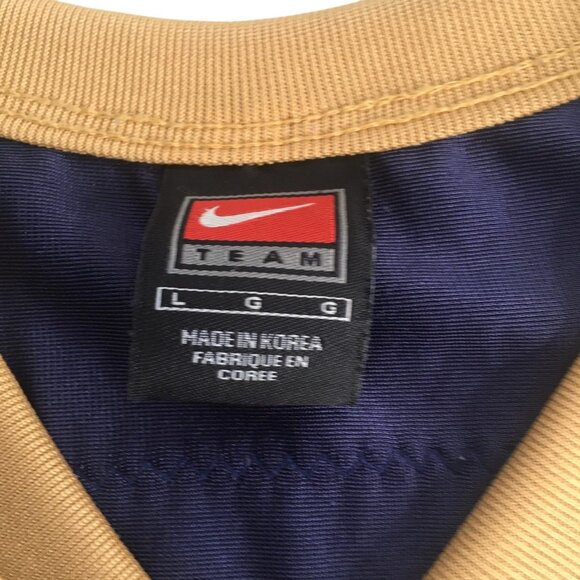 TEAM
L G G
MADE IN KOREA
FABRIQUE EN
COREE